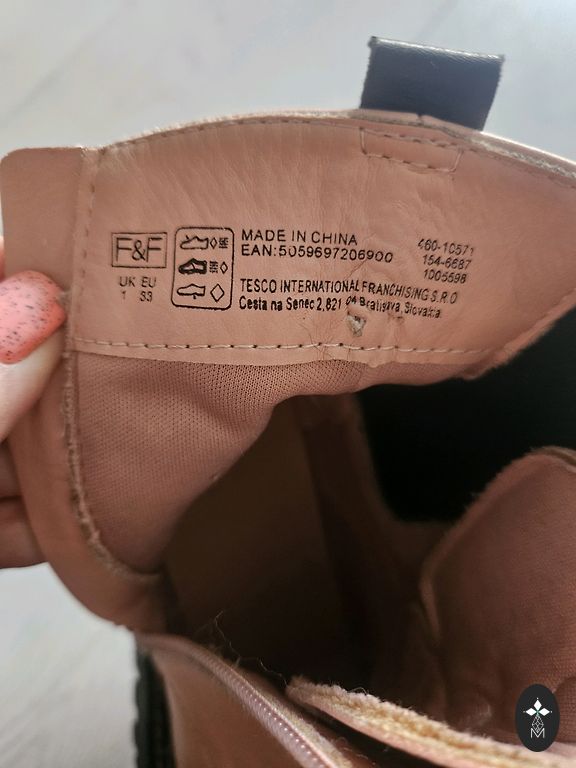 F&F
UK EU
1 33
MADE IN CHINA
EAN:5059697206900
TESCO INTERNATIONAL FRANCHISING S.R.O
Cesta na Senec 2,821 04 Bratislava, Slovakia.
460-10571
154-6687
1005598
M